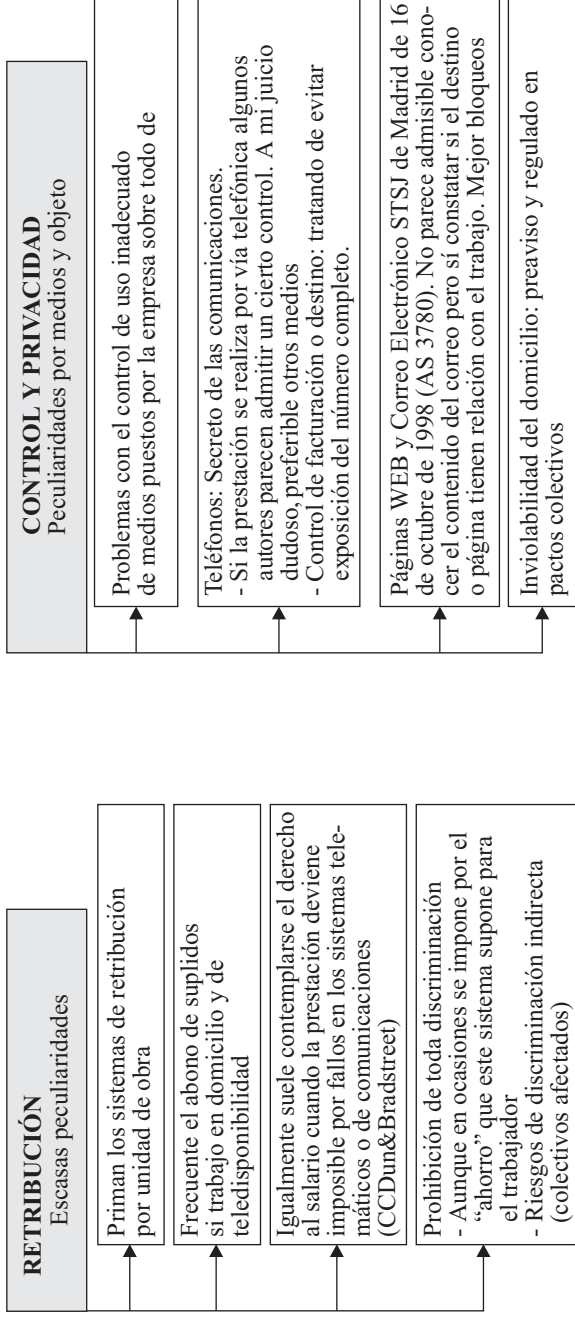 RETRIBUCIÓN
Escasas peculiaridades
Priman los sistemas de retribución
por unidad de obra
Frecuente el abono de suplidos
si trabajo en domicilio y de
teledisponibilidad
Igualmente suele contemplarse el derecho
al salario cuando la prestación deviene
imposible por fallos en los sistemas tele-
máticos o de comunicaciones
(CCDun&Bradstreet)
Prohibición de toda discriminación
- Aunque en ocasiones se impone por el
“ahorro” que este sistema supone para
el trabajador
- Riesgos de discriminación indirecta
(colectivos afectados)
CONTROL Y PRIVACIDAD
Peculiaridades por medios y objeto
Problemas con el control de uso inadecuado
de medios puestos por la empresa sobre todo de
Teléfonos: Secreto de las comunicaciones.
- Si la prestación se realiza por vía telefónica algunos
autores parecen admitir un cierto control. A mi juicio
dudoso, preferible otros medios
- Control de facturación o destino: tratando de evitar
exposición del número completo.
Páginas WEB y Correo Electrónico STSJ de Madrid de 16
de octubre de 1998 (AS 3780). No parece admisible cono-
cer el contenido del correo pero sí constatar si el destino
o página tienen relación con el trabajo. Mejor bloqueos
Inviolabilidad del domicilio: preaviso y regulado en
pactos colectivos